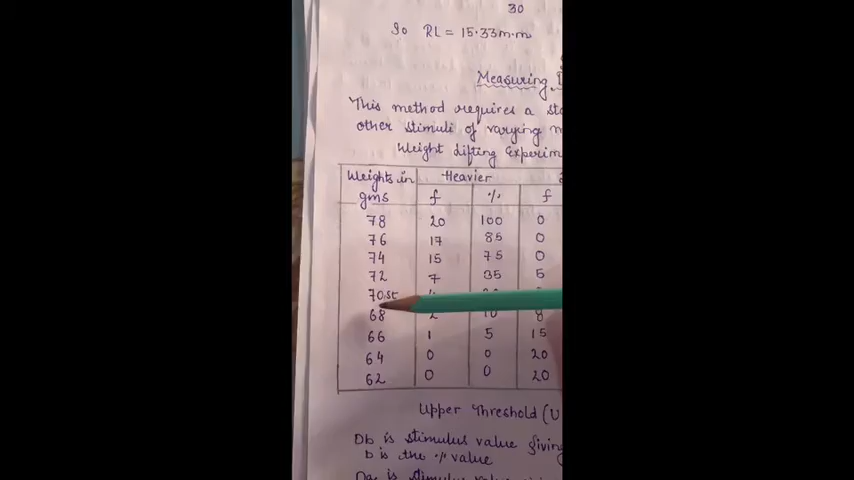 30
So RL = 15.33m.m
Measuring
This method requires a
other stimuli of varying
Weight lifting Experim
Weights in gms Heavier
f % f
78 20 100 0
76 17 85 0
74 15 75 0
72 7 35 5
70 st
68 2 10 8
66 1 5 15
64 0 0 20
62 0 0 20
Upper Threshold (U
Db is stimulus value giving
D is the % value